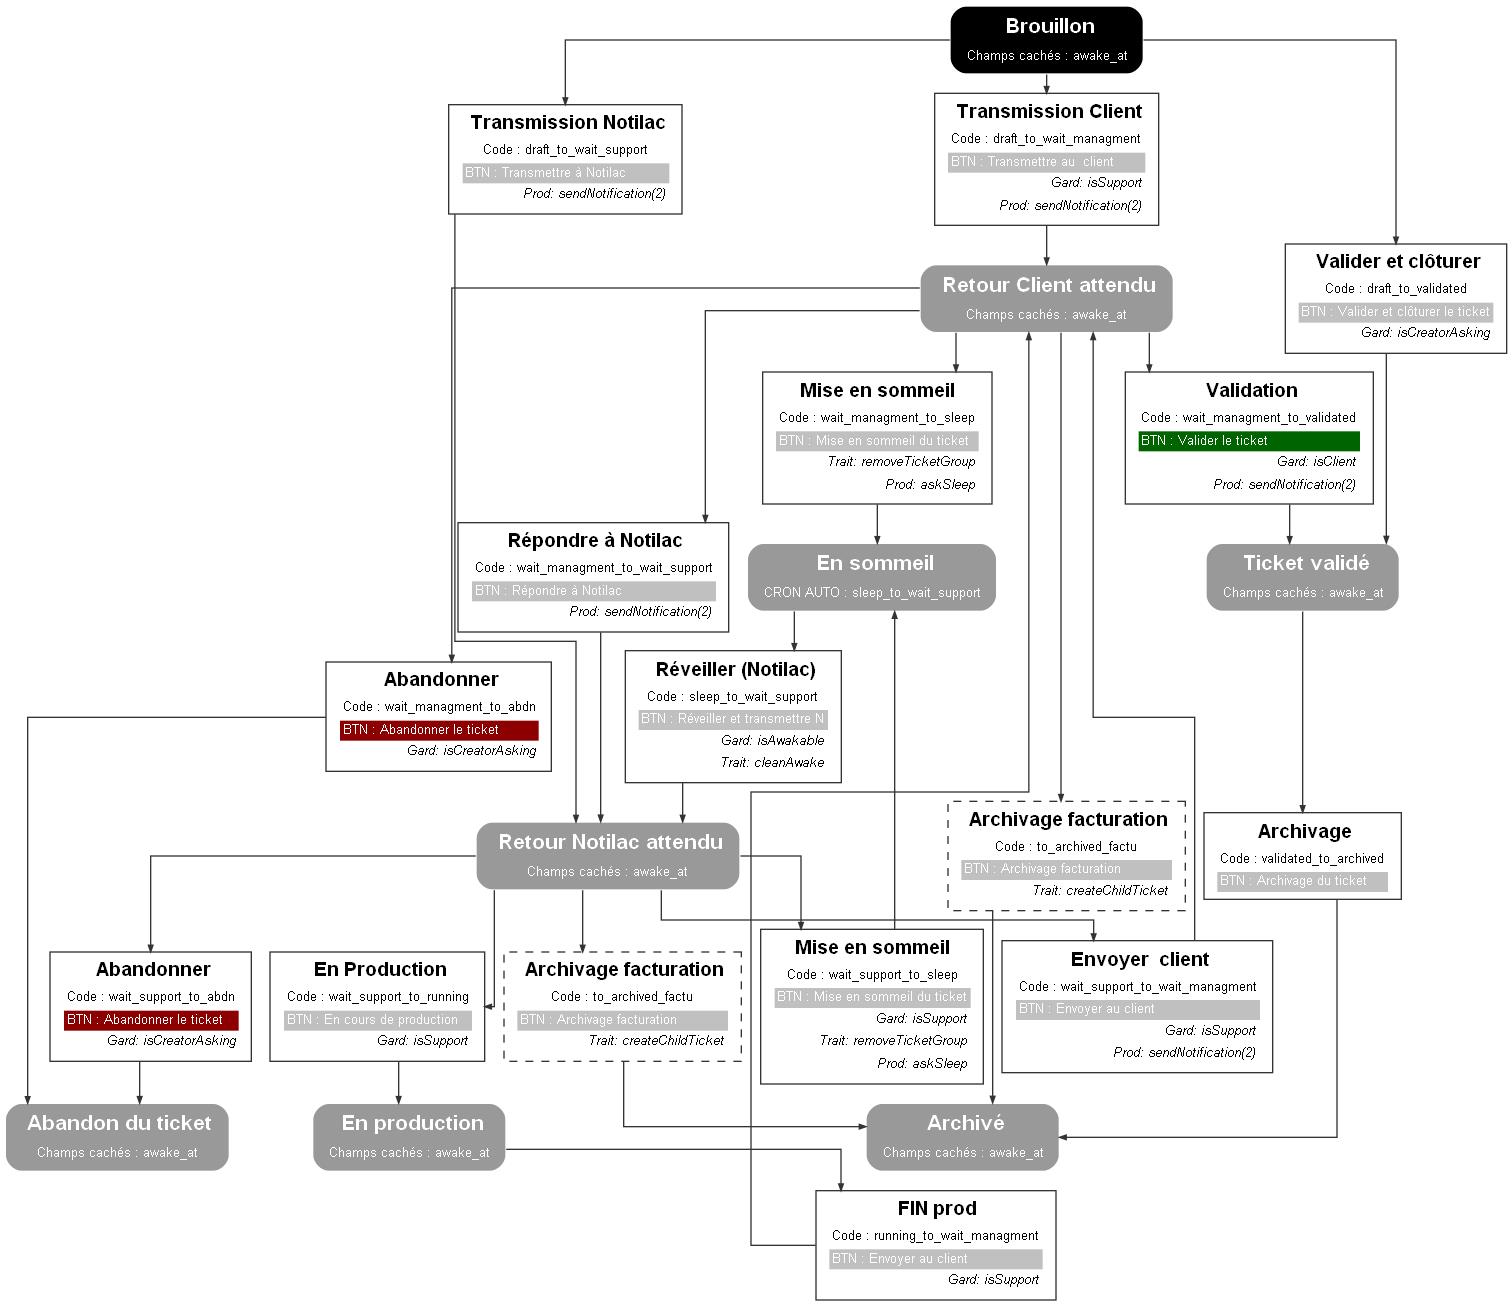 Brouillon
Champs cachés : awake_at
Transmission Notilac
Code : draft_to_wait_support
BTN : Transmettre à Notilac
Prod: sendNotification(2)
Transmission Client
Code : draft_to_wait_managment
BTN : Transmettre au  client
Gard: isSupport
Prod: sendNotification(2)
Valider et clôturer
Code : draft_to_validated
BTN : Valider et clôturer le ticket
Gard: isCreatorAsking
Retour Client attendu
Champs cachés : awake_at
Mise en sommeil
Code : wait_managment_to_sleep
BTN : Mise en sommeil du ticket
Trait: removeTicketGroup
Prod: askSleep
Validation
Code : wait_managment_to_validated
BTN : Valider le ticket
Gard: isClient
Prod: sendNotification(2)
Répondre à Notilac
Code : wait_managment_to_wait_support
BTN : Répondre à Notilac
Prod: sendNotification(2)
En sommeil
CRON AUTO : sleep_to_wait_support
Ticket validé
Champs cachés : awake_at
Abandonner
Code : wait_managment_to_abdn
BTN : Abandonner le ticket
Gard: isCreatorAsking
Réveiller (Notilac)
Code : sleep_to_wait_support
BTN : Réveiller et transmettre N
Gard: isAwakable
Trait: cleanAwake
Retour Notilac attendu
Champs cachés : awake_at
Archivage facturation
Code : to_archived_factu
BTN : Archivage facturation
Trait: createChildTicket
Archivage
Code : validated_to_archived
BTN : Archivage du ticket
Abandonner
Code : wait_support_to_abdn
BTN : Abandonner le ticket
Gard: isCreatorAsking
En Production
Code : wait_support_to_running
BTN : En cours de production
Gard: isSupport
Archivage facturation
Code : to_archived_factu
BTN : Archivage facturation
Trait: createChildTicket
Mise en sommeil
Code : wait_support_to_sleep
BTN : Mise en sommeil du ticket
Gard: isSupport
Trait: removeTicketGroup
Prod: askSleep
Envoyer  client
Code : wait_support_to_wait_managment
BTN : Envoyer au client
Gard: isSupport
Prod: sendNotification(2)
Abandon du ticket
Champs cachés : awake_at
En production
Champs cachés : awake_at
Archivé
Champs cachés : awake_at
FIN prod
Code : running_to_wait_managment
BTN : Envoyer au client
Gard: isSupport